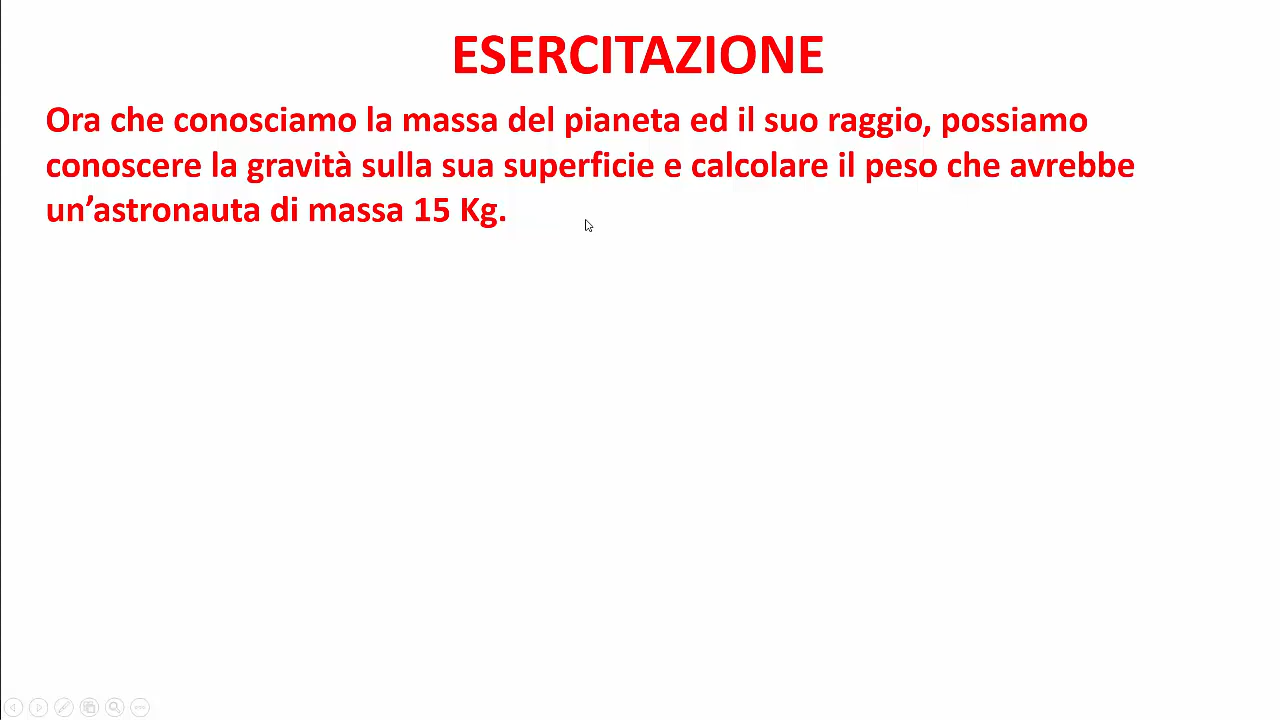 ESERCITAZIONE
Ora che conosciamo la massa del pianeta ed il suo raggio, possiamo
conoscere la gravità sulla sua superficie e calcolare il peso che avrebbe
un’astronauta di massa 15 Kg.